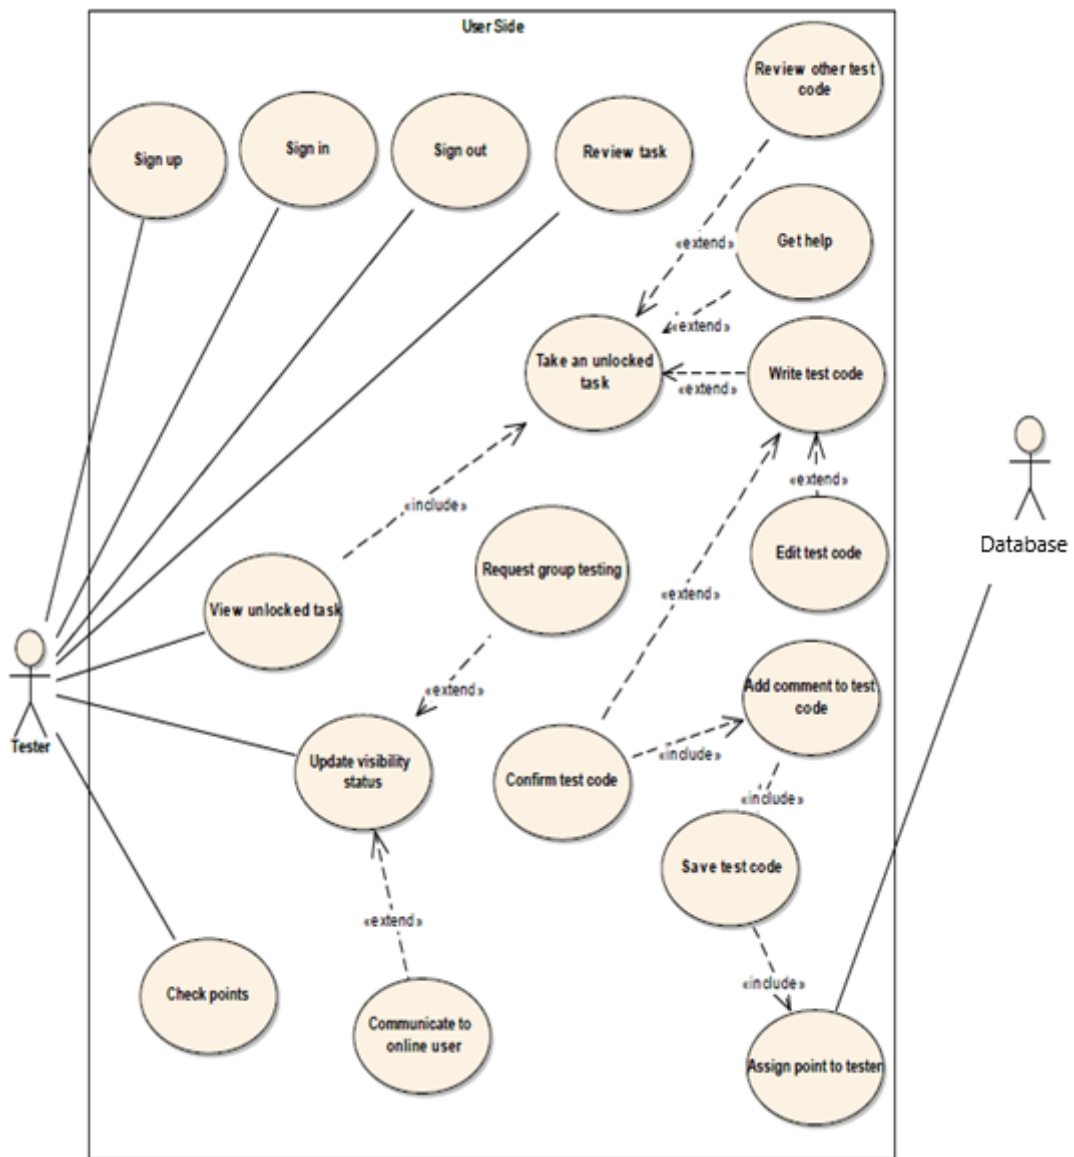 User Side
Review other test
code
Sign up
Sign in
Sign out
Review task
«extend»
Get help
«extend»
Take an unlocked
task
«extend»
Write test code
«extend»
«include»
Request group testing
Edit test code
Database
View unlocked task
«extend»
«extend»
Add comment to test
code
Tester
Update visibility
status
Confirm test code
«include»
«include»
Save test code
«extend»
«include»
Check points
Communicate to
online user
Assign point to tester